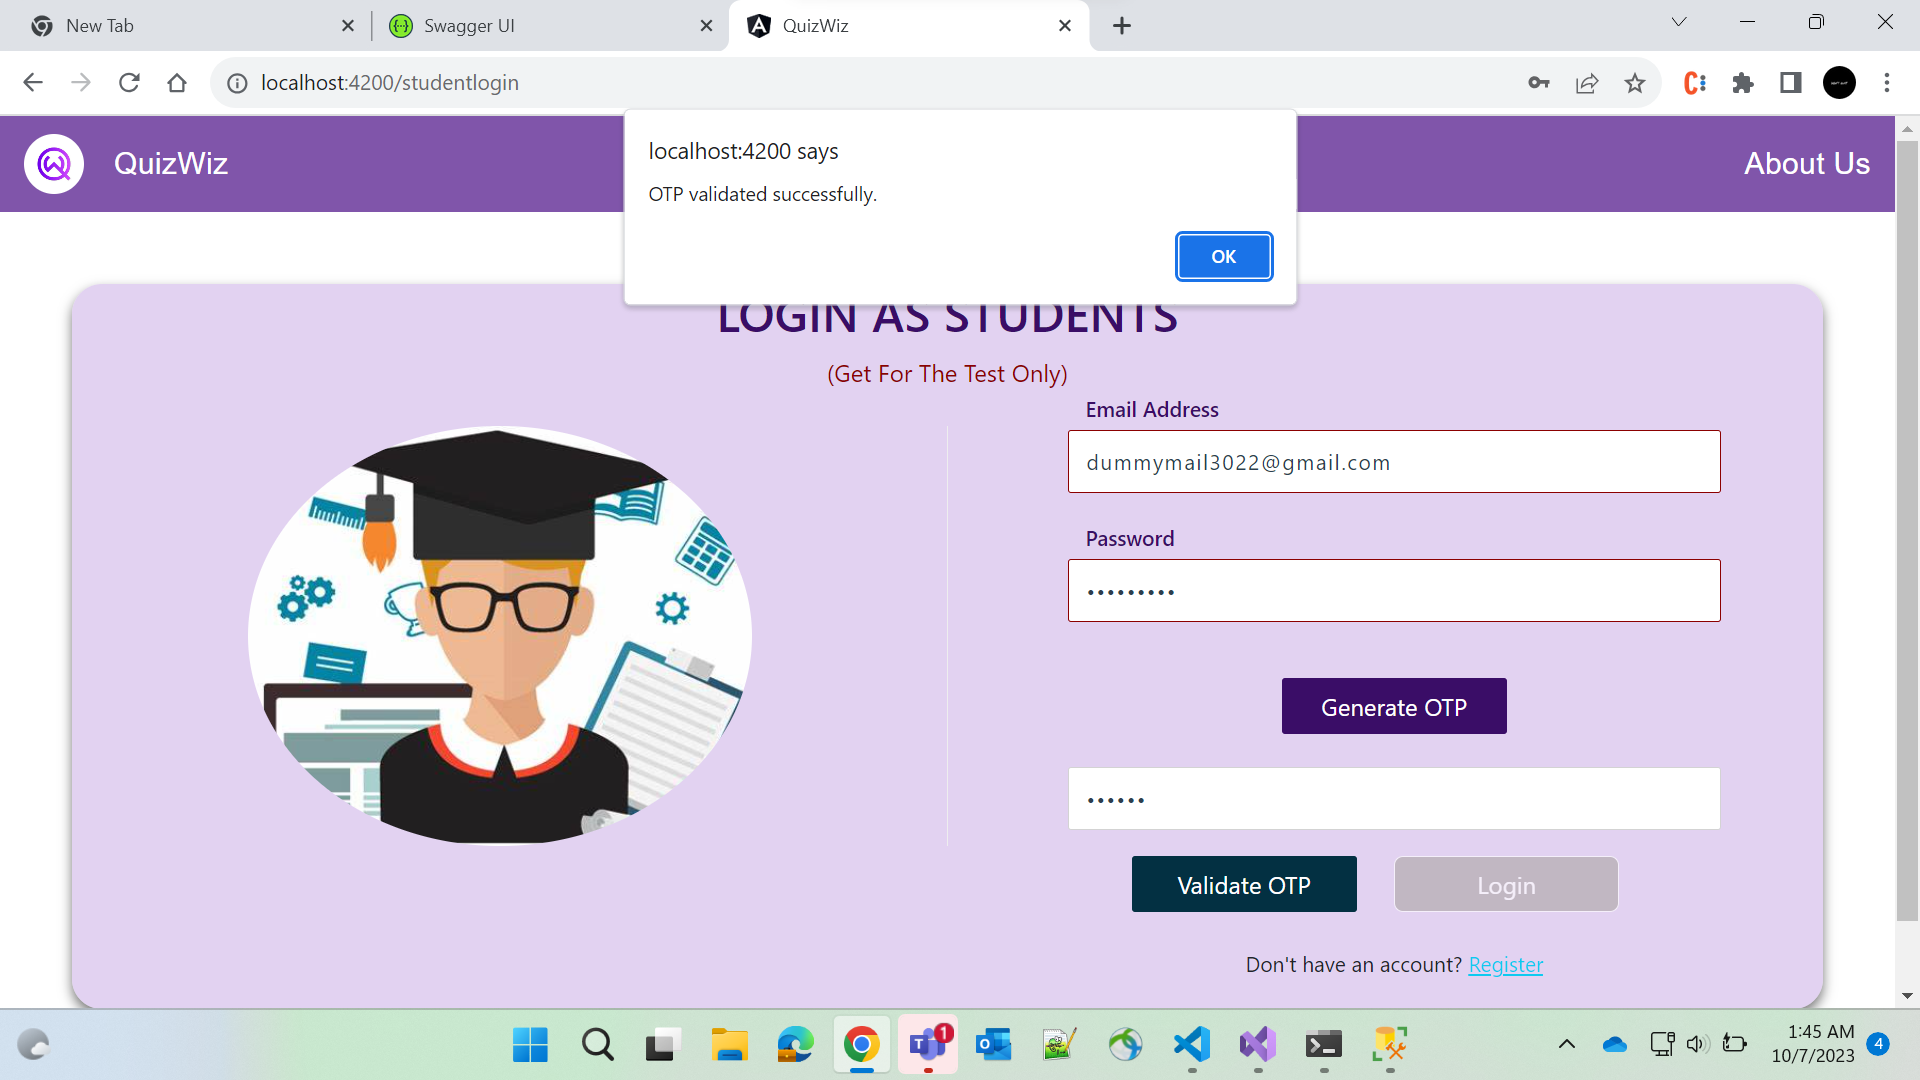 New Tab
Swagger UI
QuizWiz
localhost:4200/studentlogin
QuizWiz
About Us
localhost:4200 says
OTP validated successfully.
OK
LOGIN AS STUDENTS
(Get For The Test Only)
Email Address
dummymail3022@gmail.com
Password
•••••••••
Generate OTP
••••••
Validate OTP
Login
Don't have an account? Register
1
1:45 AM
10/7/2023
4